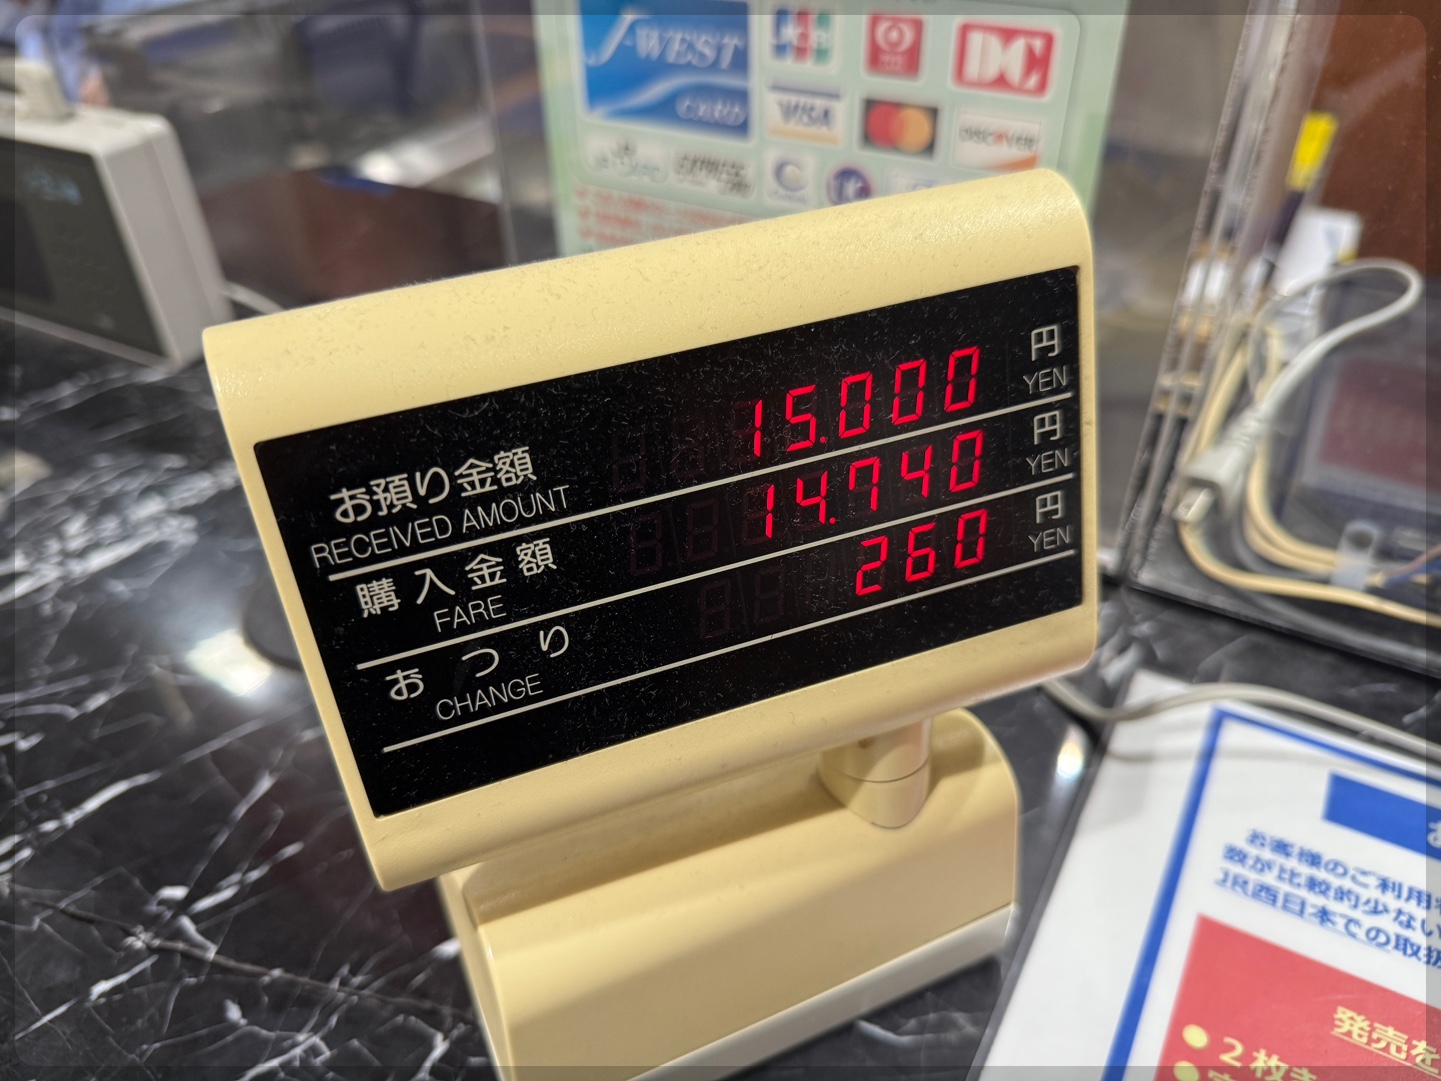 J-WEST
CARD
JCB
DC
VISA
DISCOVER
15.000
円
YEN
お預り金額
RECEIVED AMOUNT
14.740
円
YEN
購入金額
FARE
260
円
YEN
おつり
CHANGE
お客様のご利用
数が比較的少ない
JR西日本での取扱
発売を
●2枚